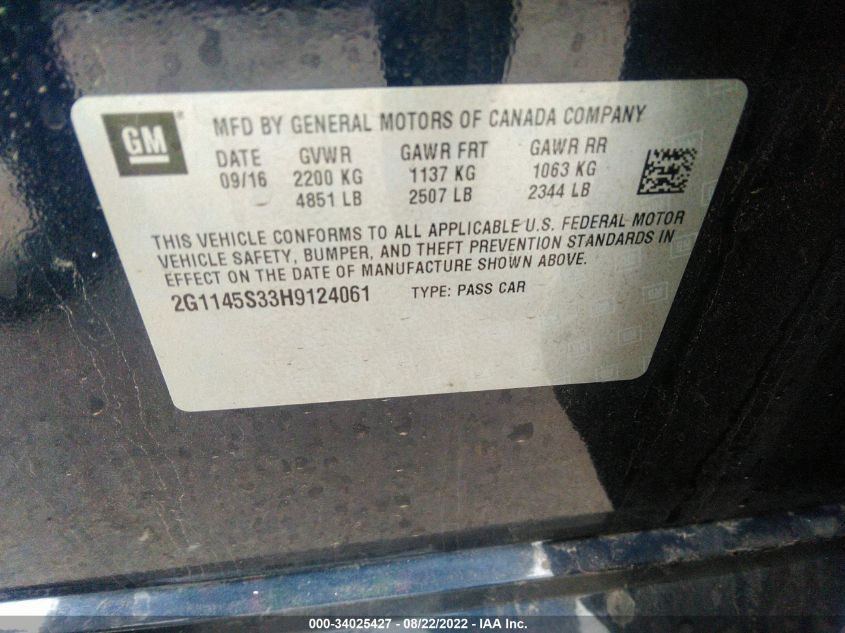 GM
MFD BY GENERAL MOTORS OF CANADA COMPANY
DATE GVWR GAWR FRT GAWR RR
09/16 2200 KG 1137 KG 1063 KG
4851 LB 2507 LB 2344 LB
THIS VEHICLE CONFORMS TO ALL APPLICABLE U.S. FEDERAL MOTOR
VEHICLE SAFETY, BUMPER, AND THEFT PREVENTION STANDARDS IN
EFFECT ON THE DATE OF MANUFACTURE SHOWN ABOVE.
2G1145S33H9124061 TYPE: PASS CAR
000-34025427 - 08/22/2022 - IAA Inc.